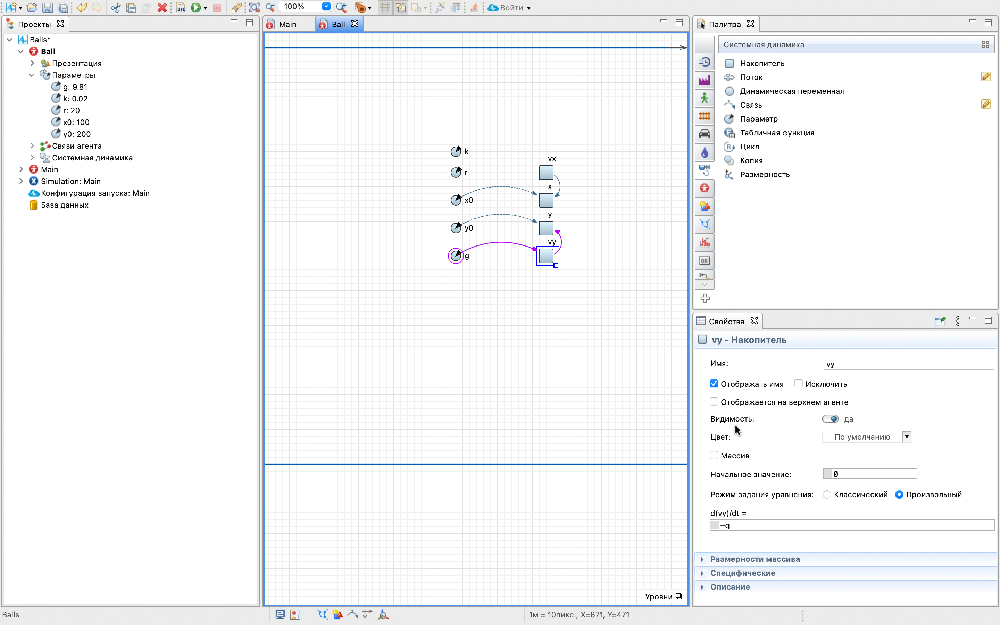 100%
Войти
Проекты
Balls*
Ball
Презентация
Параметры
g: 9.81
k: 0.02
r: 20
x0: 100
y0: 200
Связи агента
Системная динамика
Main
Simulation: Main
Конфигурация запуска: Main
База данных
Main
Ball
k
r
x0
y0
g
vx
x
y
vy
Уровни
Палитра
Системная динамика
Накопитель
Поток
Динамическая переменная
Связь
Параметр
Табличная функция
Цикл
Копия
Размерность
OK
Свойства
vy - Накопитель
Имя: vy
Отображать имя Исключить
Отображается на верхнем агенте
Видимость: да
Цвет: По умолчанию
Массив
Начальное значение: 0
Режим задания уравнения: Классический Произвольный
d(vy)/dt =
–g
Размерности массива
Специфические
Описание
Balls
1м = 10пикс., X=671, Y=471